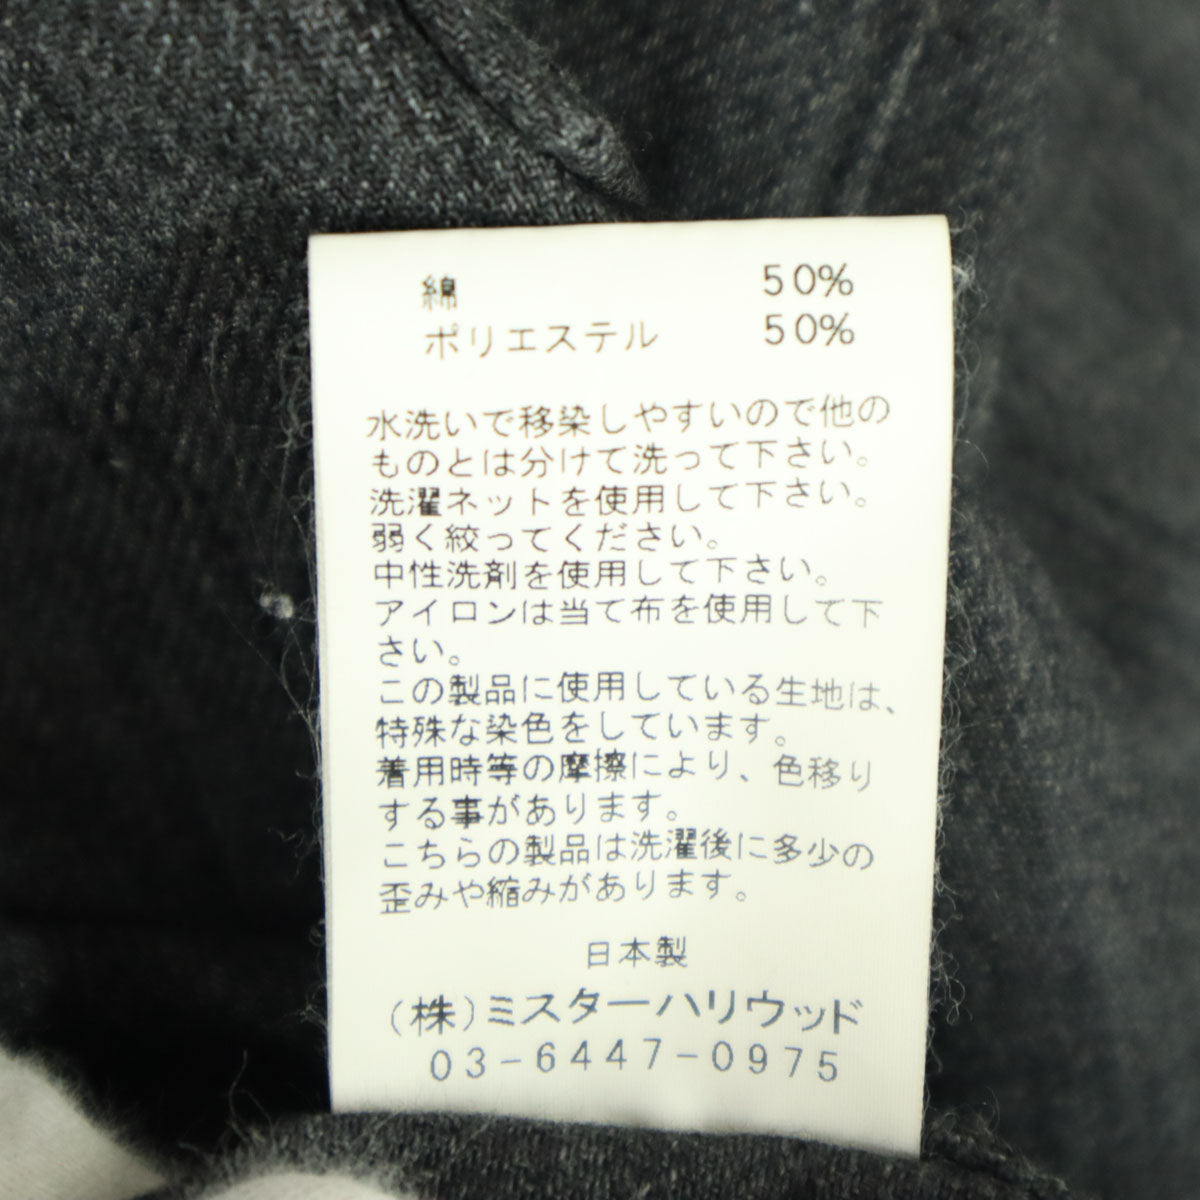 綿 50%
ポリエステル 50%
水洗いで移染しやすいので他の
ものとは分けて洗って下さい。
洗濯ネットを使用して下さい。
弱く絞ってください。
中性洗剤を使用して下さい。
アイロンは当て布を使用して下
さい。
この製品に使用している生地は、
特殊な染色をしています。
着用時等の摩擦により、色移り
する事があります。
こちらの製品は洗濯後に多少の
歪みや縮みがあります。
日本製
(株)ミスターハリウッド
03-6447-0975